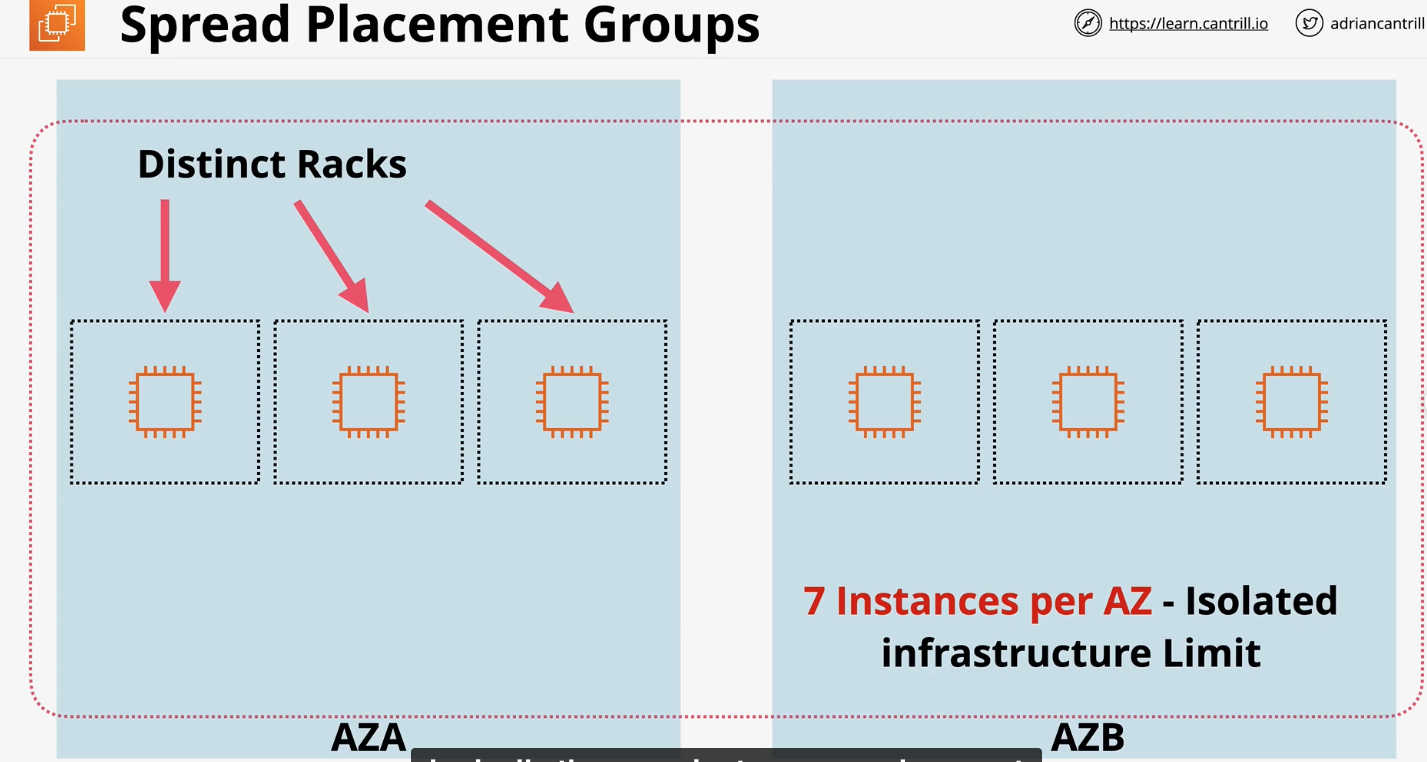 Spread Placement Groups
https://learn.cantrill.io
adriancantrill
Distinct Racks
7 Instances per AZ - Isolated
infrastructure Limit
AZA
AZB